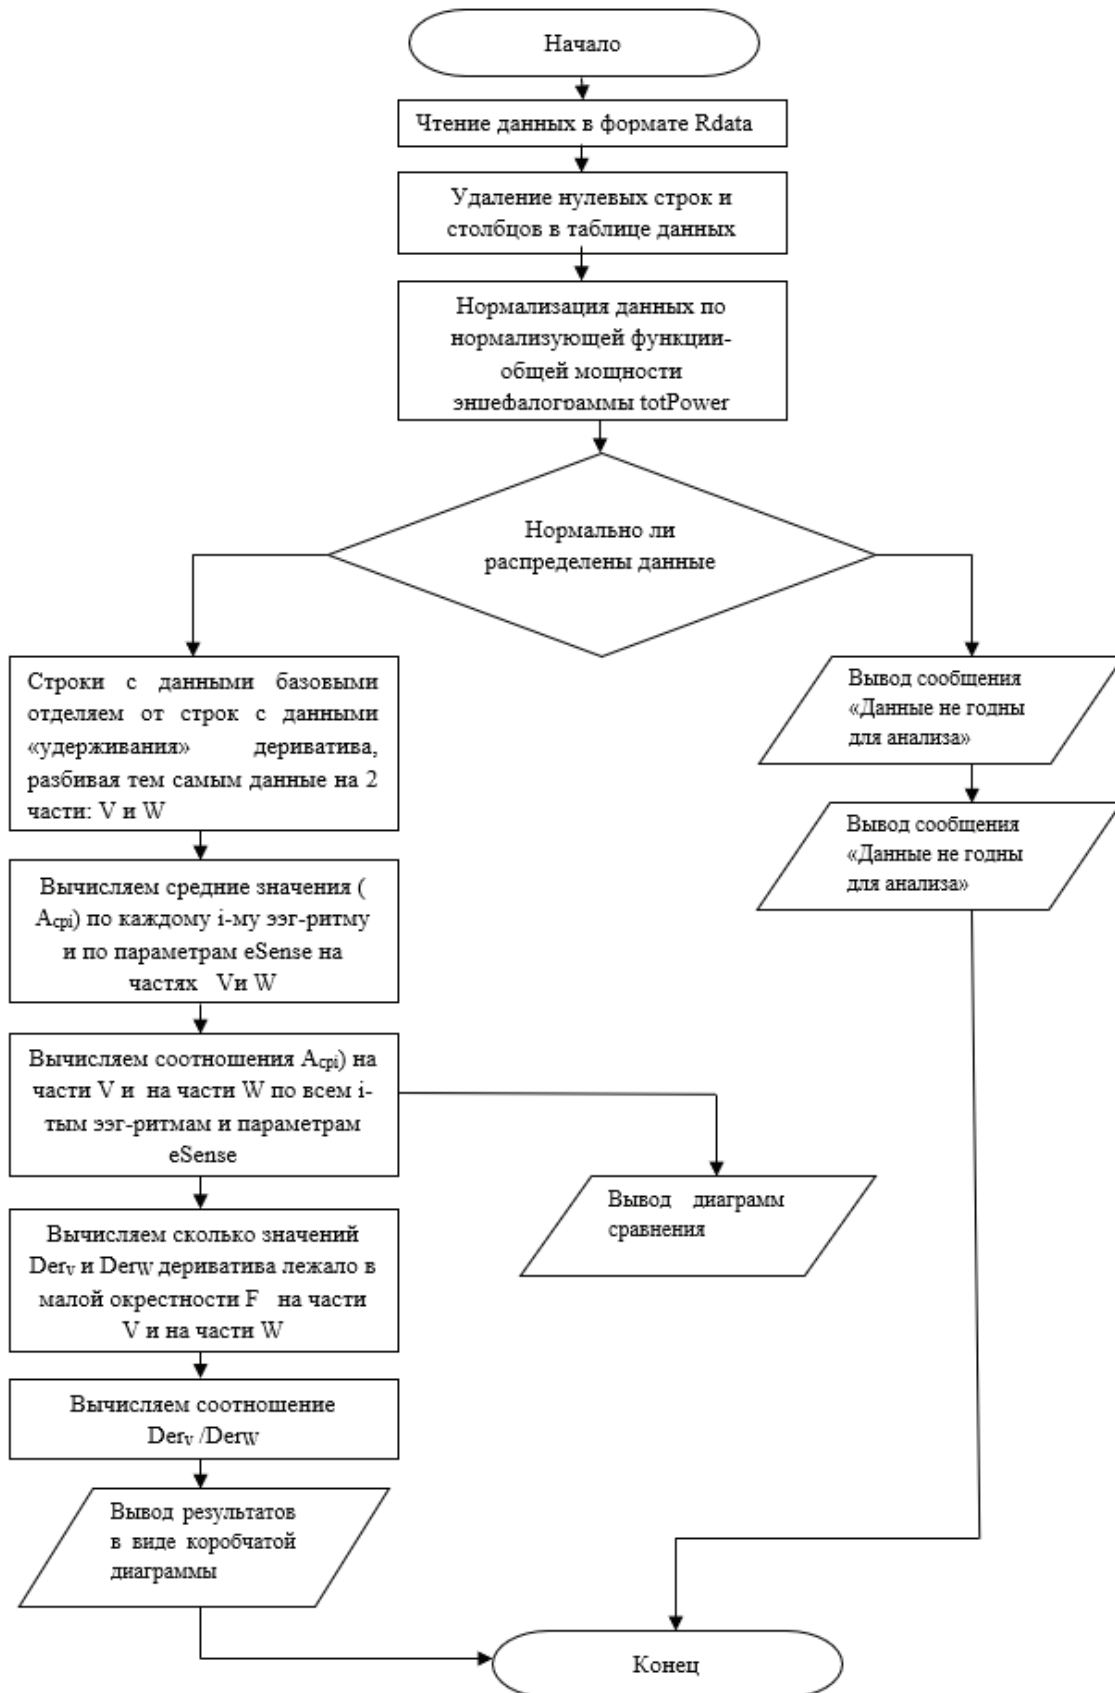 Начало
Чтение данных в формате Rdata
Удаление нулевых строк и
столбцов в таблице данных
Нормализация данных по
нормализующей функции-
общей мощности
энцефалограммы totPower
Нормально ли
распределены данные
Строки с данными базовыми
отделяем от строк с данными
«удерживания» дериватива,
разбивая тем самым данные на 2
части: V и W
Вывод сообщения
«Данные не годны
для анализа»
Вывод сообщения
«Данные не годны
для анализа»
Вычисляем средние значения (
Aсрi) по каждому i-му ээг-ритму
и по параметрам eSense на
частях Vи W
Вычисляем соотношения Aсрi) на
части V и на части W по всем i-
тым ээг-ритмам и параметрам
eSense
Вывод диаграмм
сравнения
Вычисляем сколько значений
DerV и DerW дериватива лежало в
малой окрестности F на части
V и на части W
Вычисляем соотношение
DerV /DerW
Вывод результатов
в виде коробчатой
диаграммы
Конец